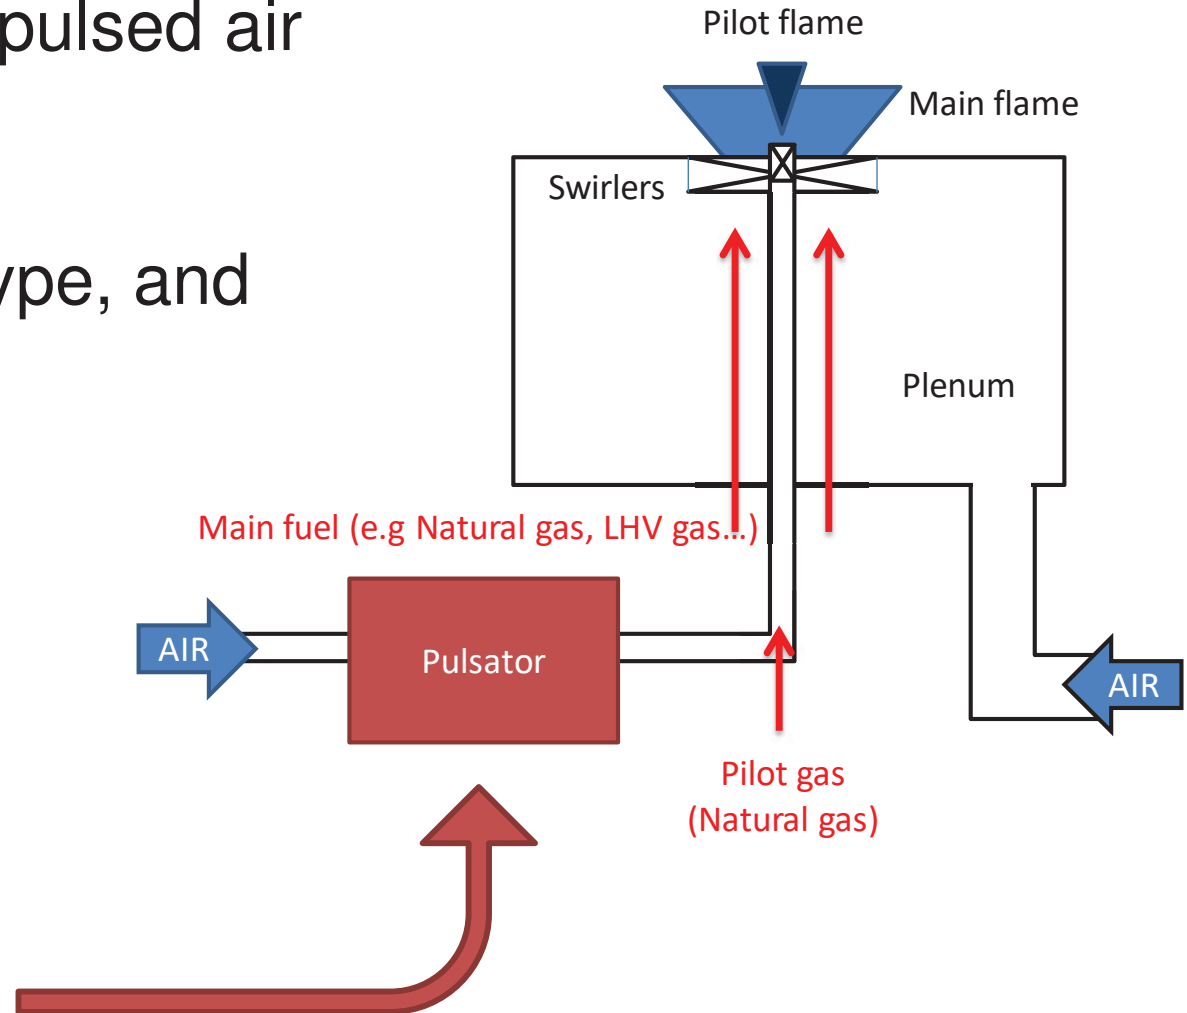 pulsed air
Pilot flame
Main flame
Swirlers
ype, and
Plenum
Main fuel (e.g Natural gas, LHV gas…)
AIR
Pulsator
AIR
Pilot gas
(Natural gas)